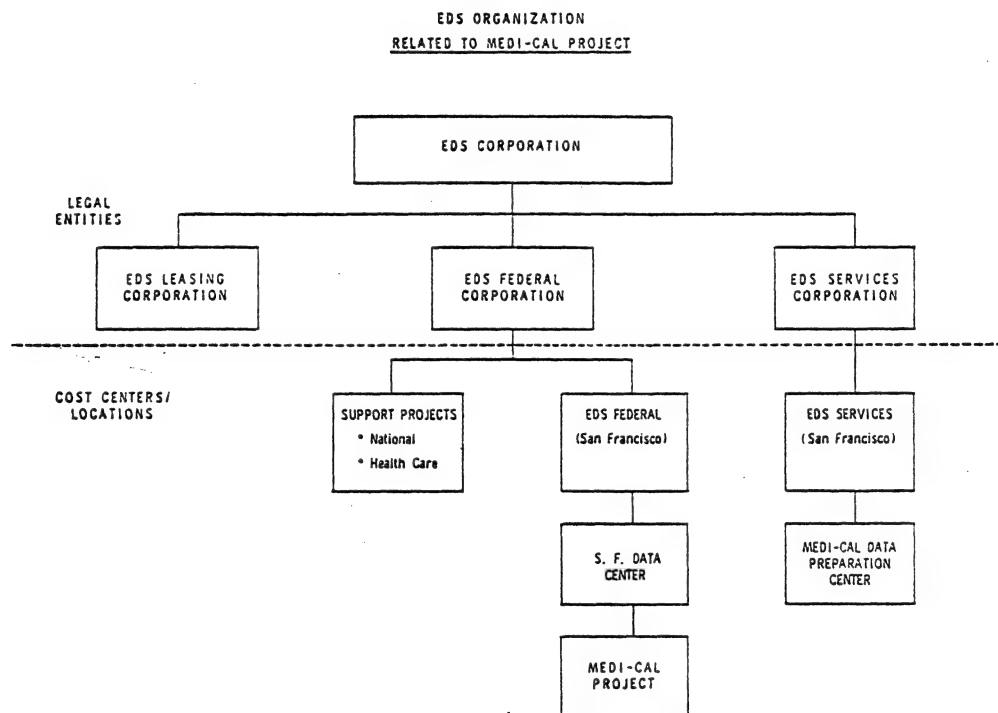 EDS ORGANIZATION
RELATED TO MEDI-CAL PROJECT
EDS CORPORATION
LEGAL
ENTITIES
EDS LEASING
CORPORATION
EDS FEDERAL
CORPORATION
EDS SERVICES
CORPORATION
COST CENTERS/
LOCATIONS
SUPPORT PROJECTS
* National
* Health Care
EDS FEDERAL
(San Francisco)
EDS SERVICES
(San Francisco)
S. F. DATA
CENTER
MEDI-CAL DATA
PREPARATION
CENTER
MEDI-CAL
PROJECT